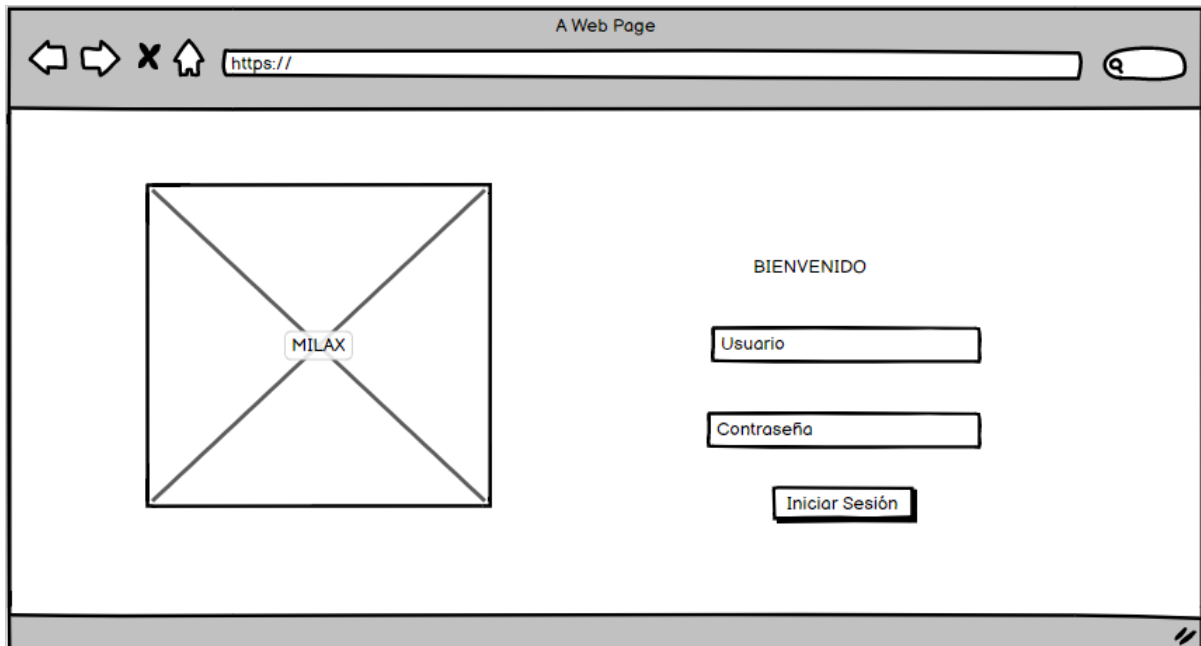 A Web Page
https://
MILAX
BIENVENIDO
Usuario
Contraseña
Iniciar Sesión